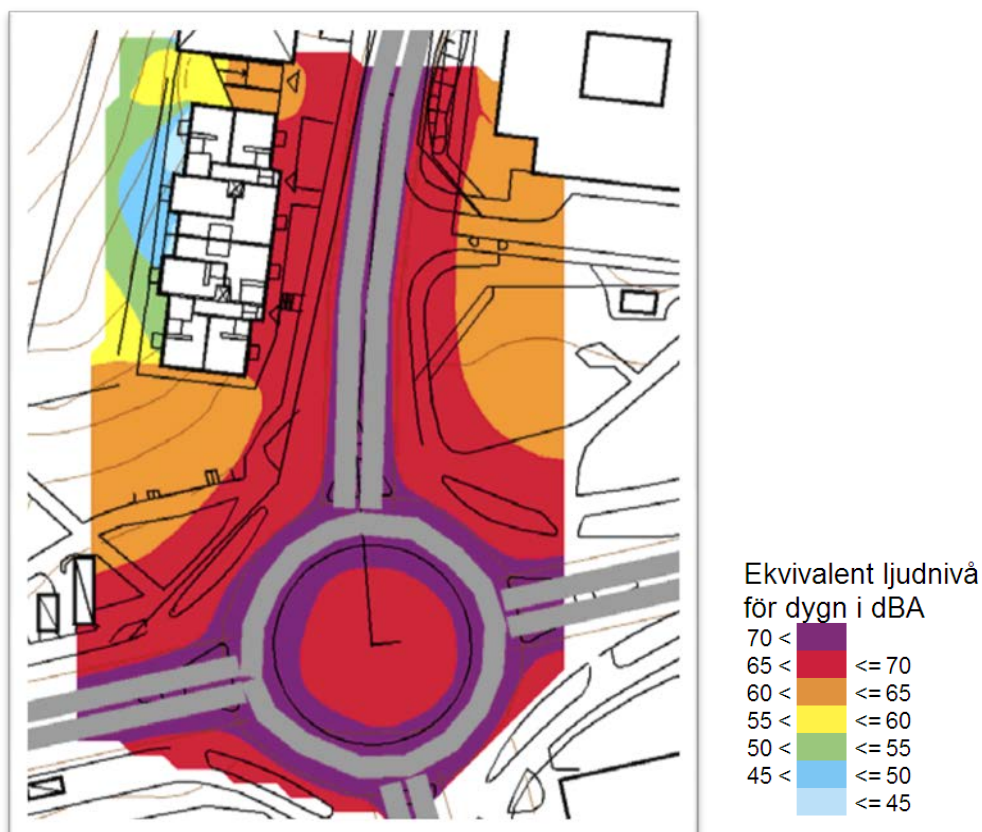 Ekvivalent ljudnivå
för dygn i dBA
70 <
65 < <= 70
60 < <= 65
55 < <= 60
50 < <= 55
45 < <= 50
<= 45